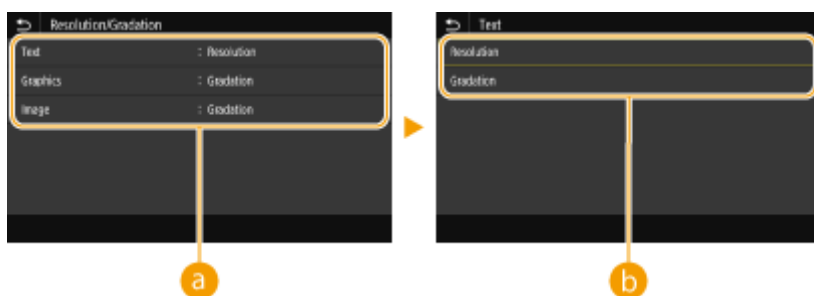 Resolution/Gradation
Text : Resolution
Graphics : Gradation
Image : Gradation
a
Text
Resolution
Gradation
b